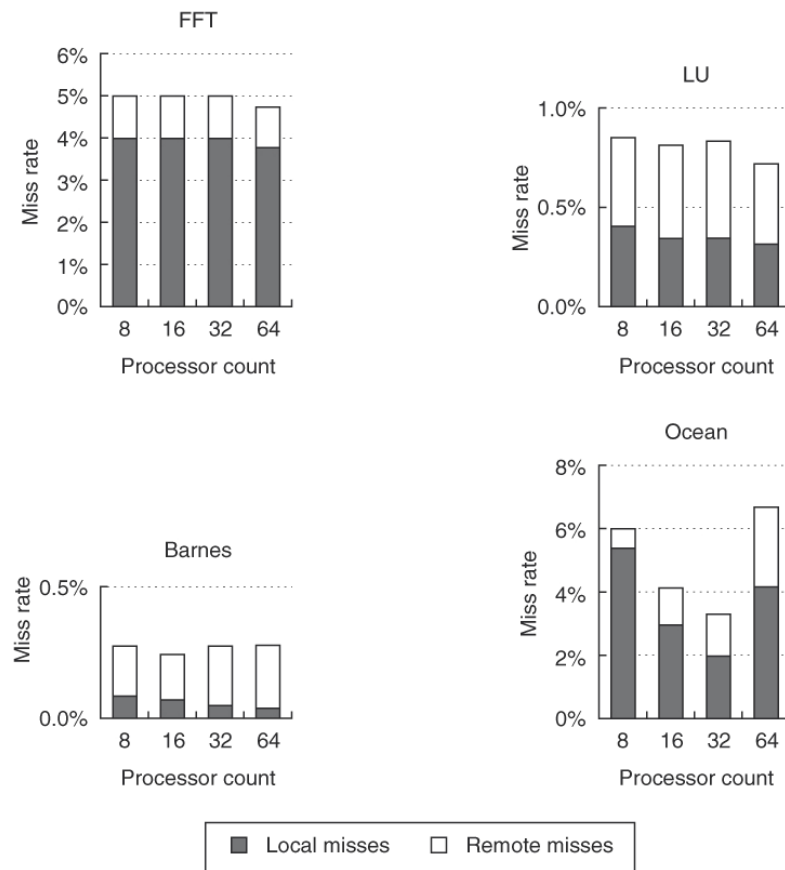 FFT
6%
5%
4%
3%
2%
1%
0%
Miss rate
8 16 32 64
Processor count
LU
1.0%
0.5%
0.0%
Miss rate
8 16 32 64
Processor count
Barnes
0.5%
0.0%
Miss rate
8 16 32 64
Processor count
Ocean
8%
6%
4%
2%
0%
Miss rate
8 16 32 64
Processor count
Local misses Remote misses